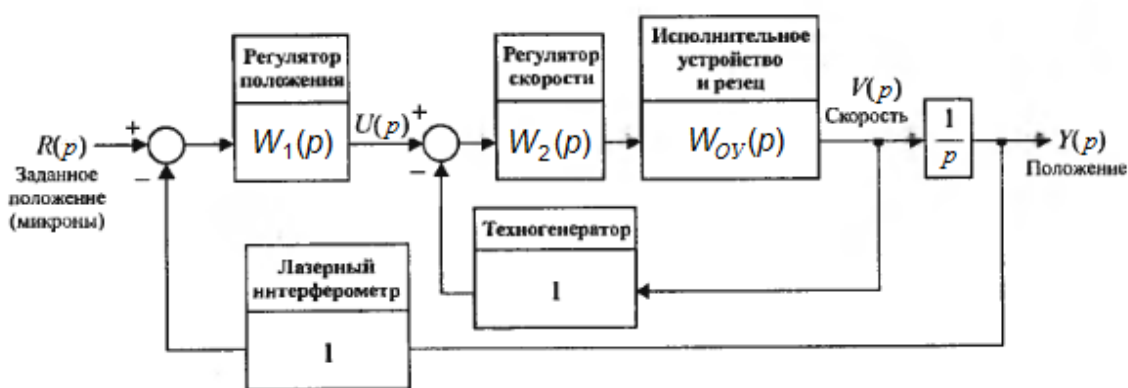 Регулятор
положения
W₁(p)
Регулятор
скорости
W₂(p)
Исполнительное
устройство
и резец
W_OY(p)
V(p)
Скорость
1
p
R(p)
+
−
Заданное
положение
(микроны)
U(p)
+
−
Y(p)
Положение
Техногенератор
1
Лазерный
интерферометр
1